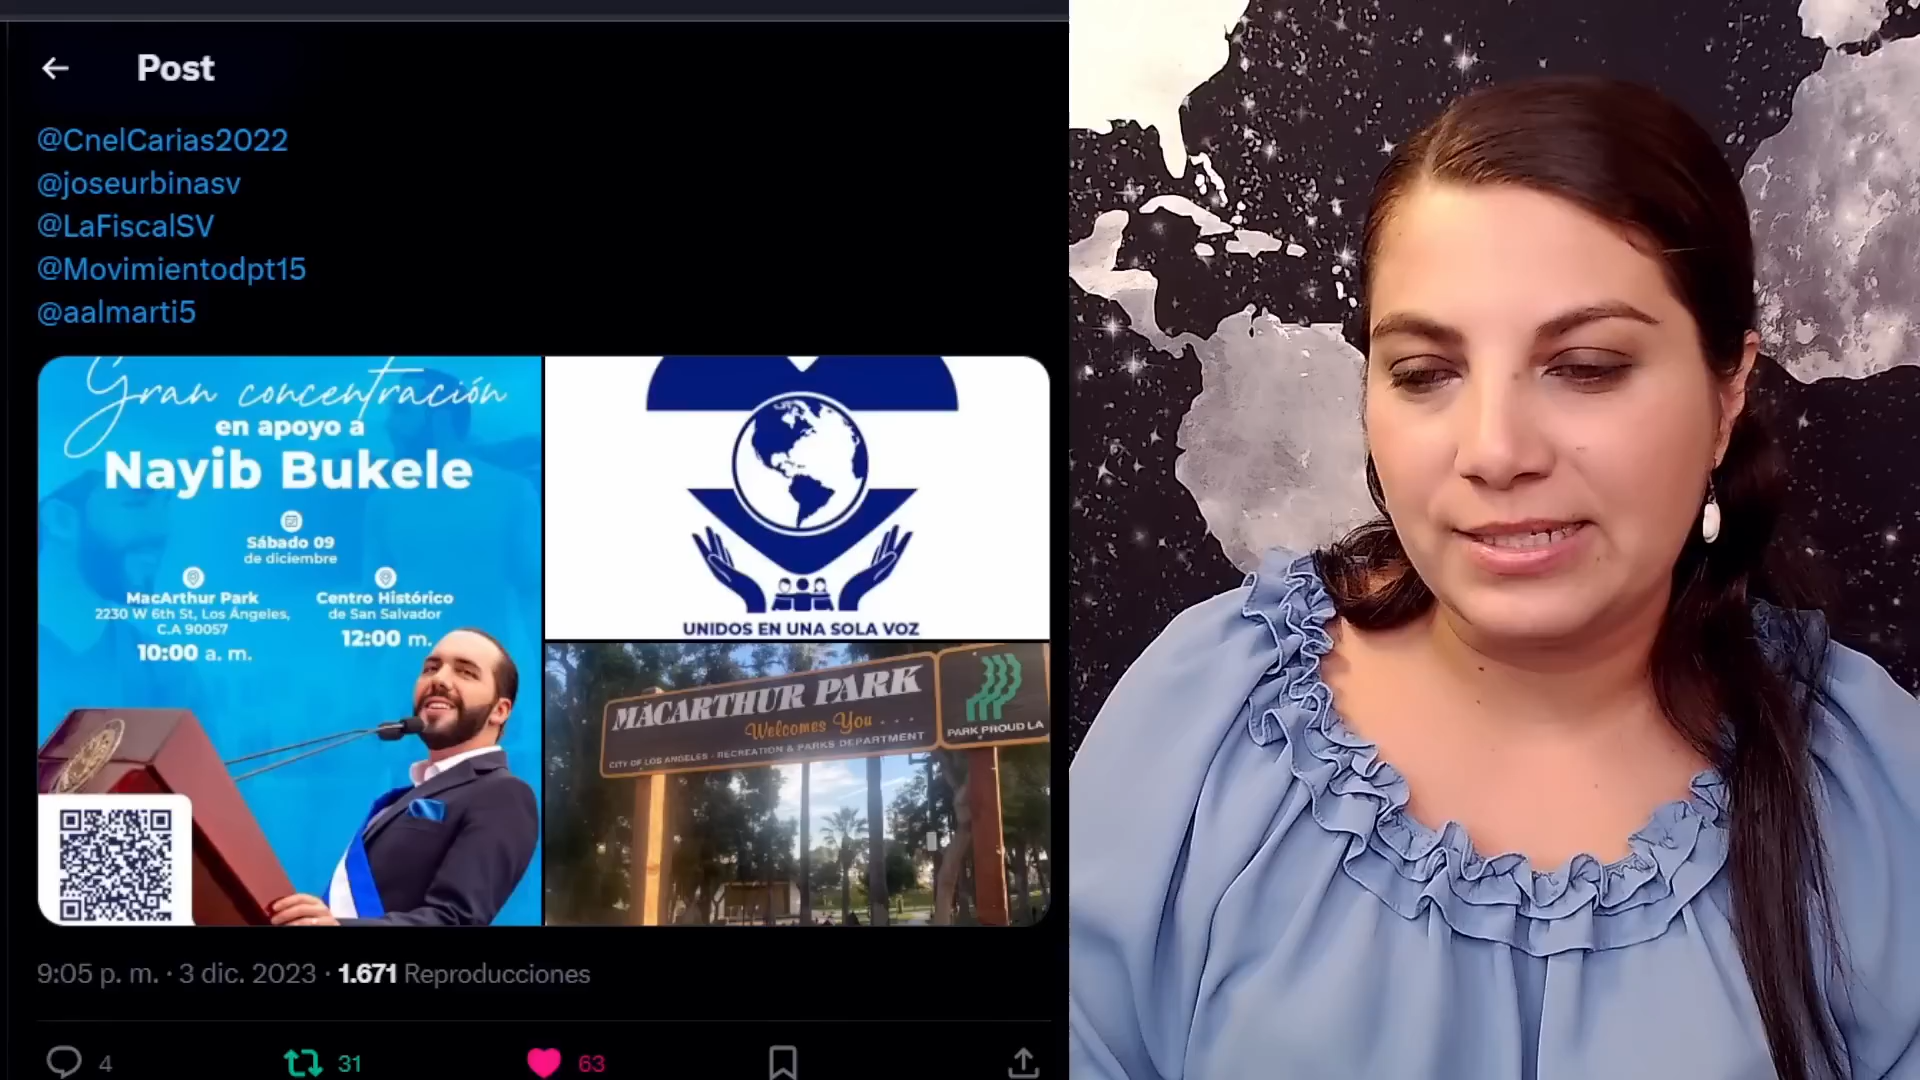 Post
@CnelCarias2022
@joseurbinasv
@LaFiscalSV
@Movimientodpt15
@aalmarti5
Gran concentración
en apoyo a
Nayib Bukele
Sábado 09
de diciembre
MacArthur Park
2230 W 6th St, Los Ángeles,
C.A 90057
10:00 a. m.
Centro Histórico
de San Salvador
12:00 m.
UNIDOS EN UNA SOLA VOZ
MACARTHUR PARK
Welcomes You . . .
CITY OF LOS ANGELES - RECREATION & PARKS DEPARTMENT
PARK PROUD LA
9:05 p. m. · 3 dic. 2023 · 1.671 Reproducciones
4
31
63